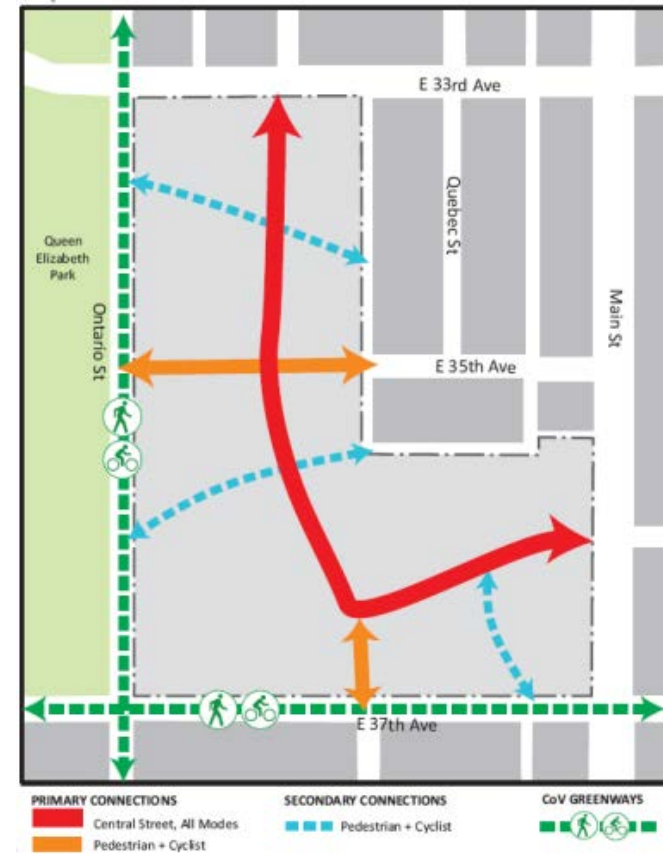 E 33rd Ave
Queen
Elizabeth
Park
Quebec St
Ontario St
Main St
E 35th Ave
E 37th Ave
PRIMARY CONNECTIONS
Central Street, All Modes
Pedestrian + Cyclist
SECONDARY CONNECTIONS
Pedestrian + Cyclist
CoV GREENWAYS